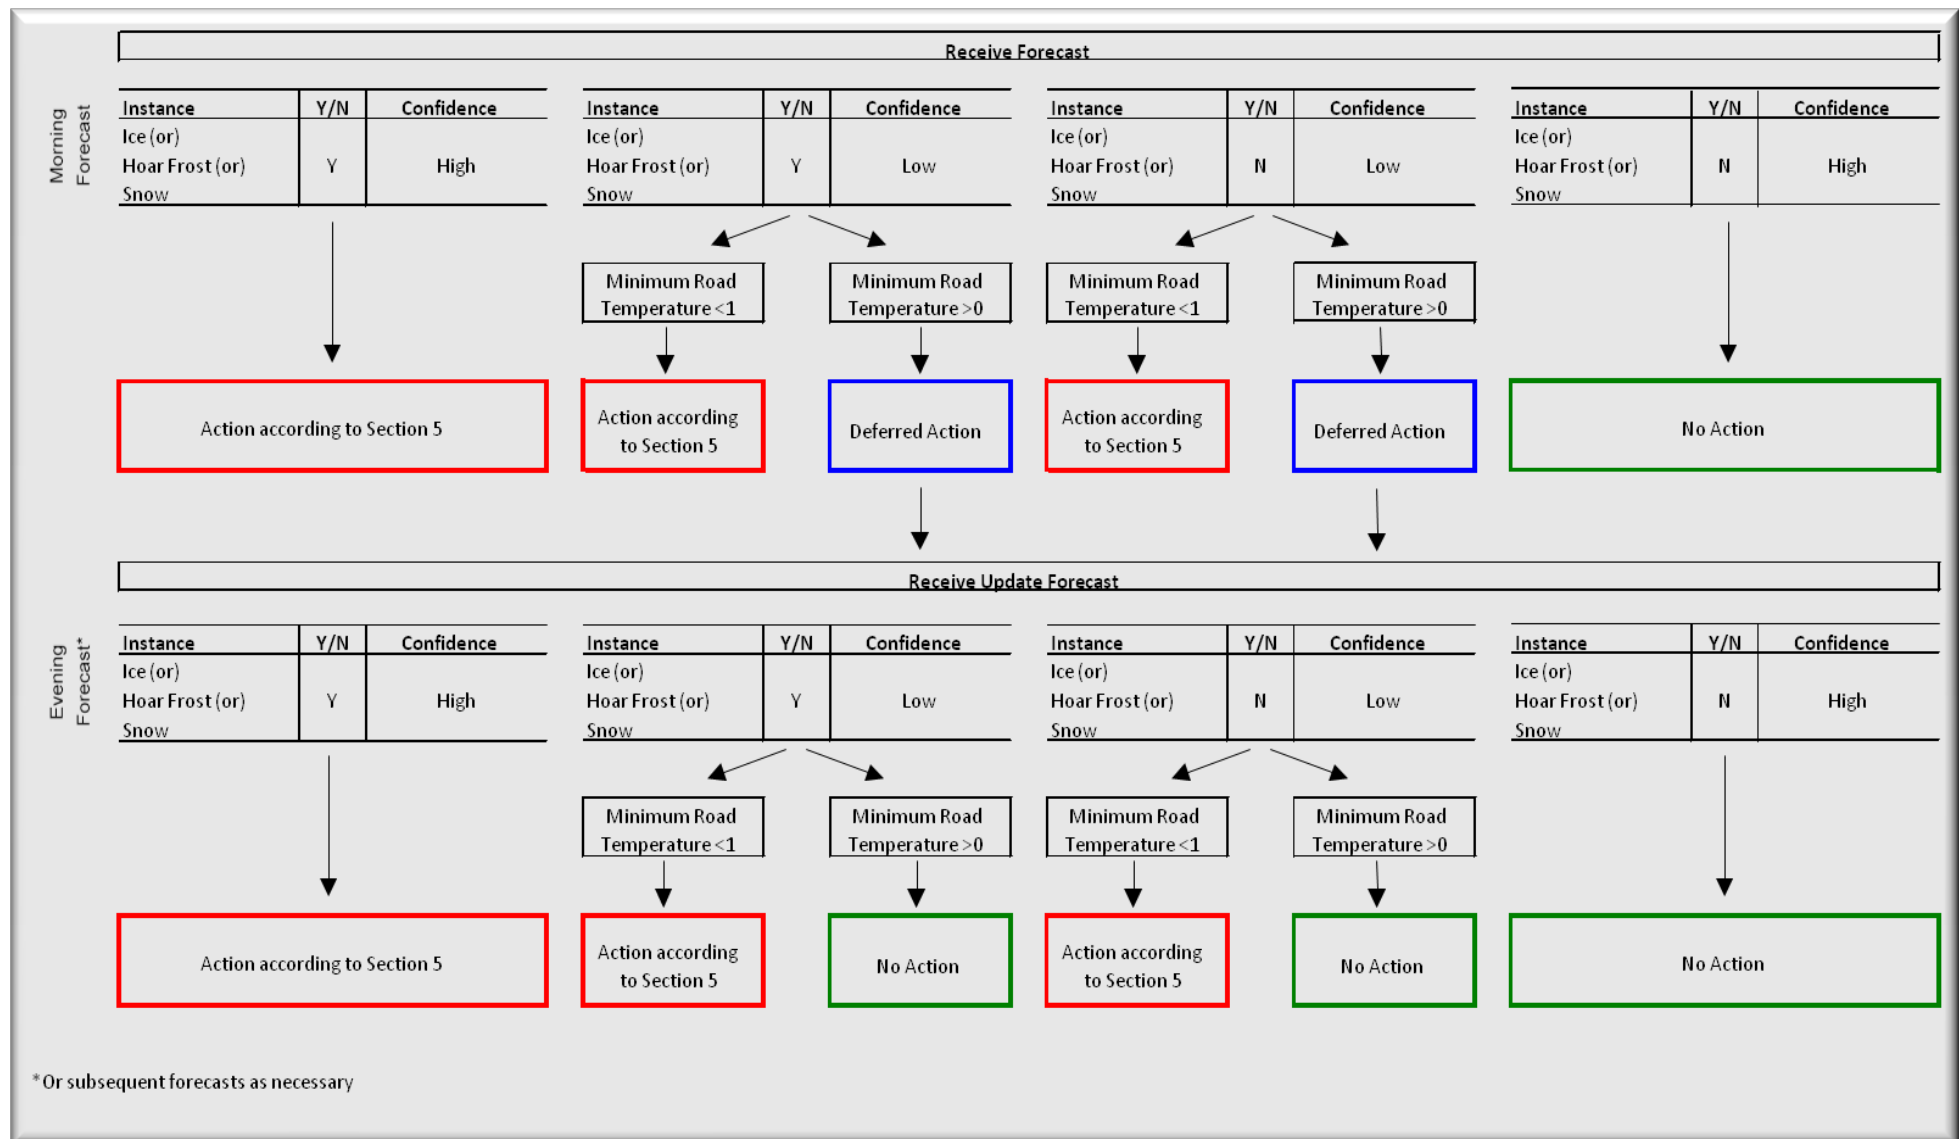 Receive Forecast
Morning
Forecast
Instance Y/N Confidence
Ice (or)
Hoar Frost (or) Y High
Snow
Instance Y/N Confidence
Ice (or)
Hoar Frost (or) Y Low
Snow
Instance Y/N Confidence
Ice (or)
Hoar Frost (or) N Low
Snow
Instance Y/N Confidence
Ice (or)
Hoar Frost (or) N High
Snow
Minimum Road
Temperature <1
Minimum Road
Temperature >0
Minimum Road
Temperature <1
Minimum Road
Temperature >0
Action according to Section 5
Action according
to Section 5
Deferred Action
Action according
to Section 5
Deferred Action
No Action
Receive Update Forecast
Evening
Forecast*
Instance Y/N Confidence
Ice (or)
Hoar Frost (or) Y High
Snow
Instance Y/N Confidence
Ice (or)
Hoar Frost (or) Y Low
Snow
Instance Y/N Confidence
Ice (or)
Hoar Frost (or) N Low
Snow
Instance Y/N Confidence
Ice (or)
Hoar Frost (or) N High
Snow
Minimum Road
Temperature <1
Minimum Road
Temperature >0
Minimum Road
Temperature <1
Minimum Road
Temperature >0
Action according to Section 5
Action according
to Section 5
No Action
Action according
to Section 5
No Action
No Action
*Or subsequent forecasts as necessary